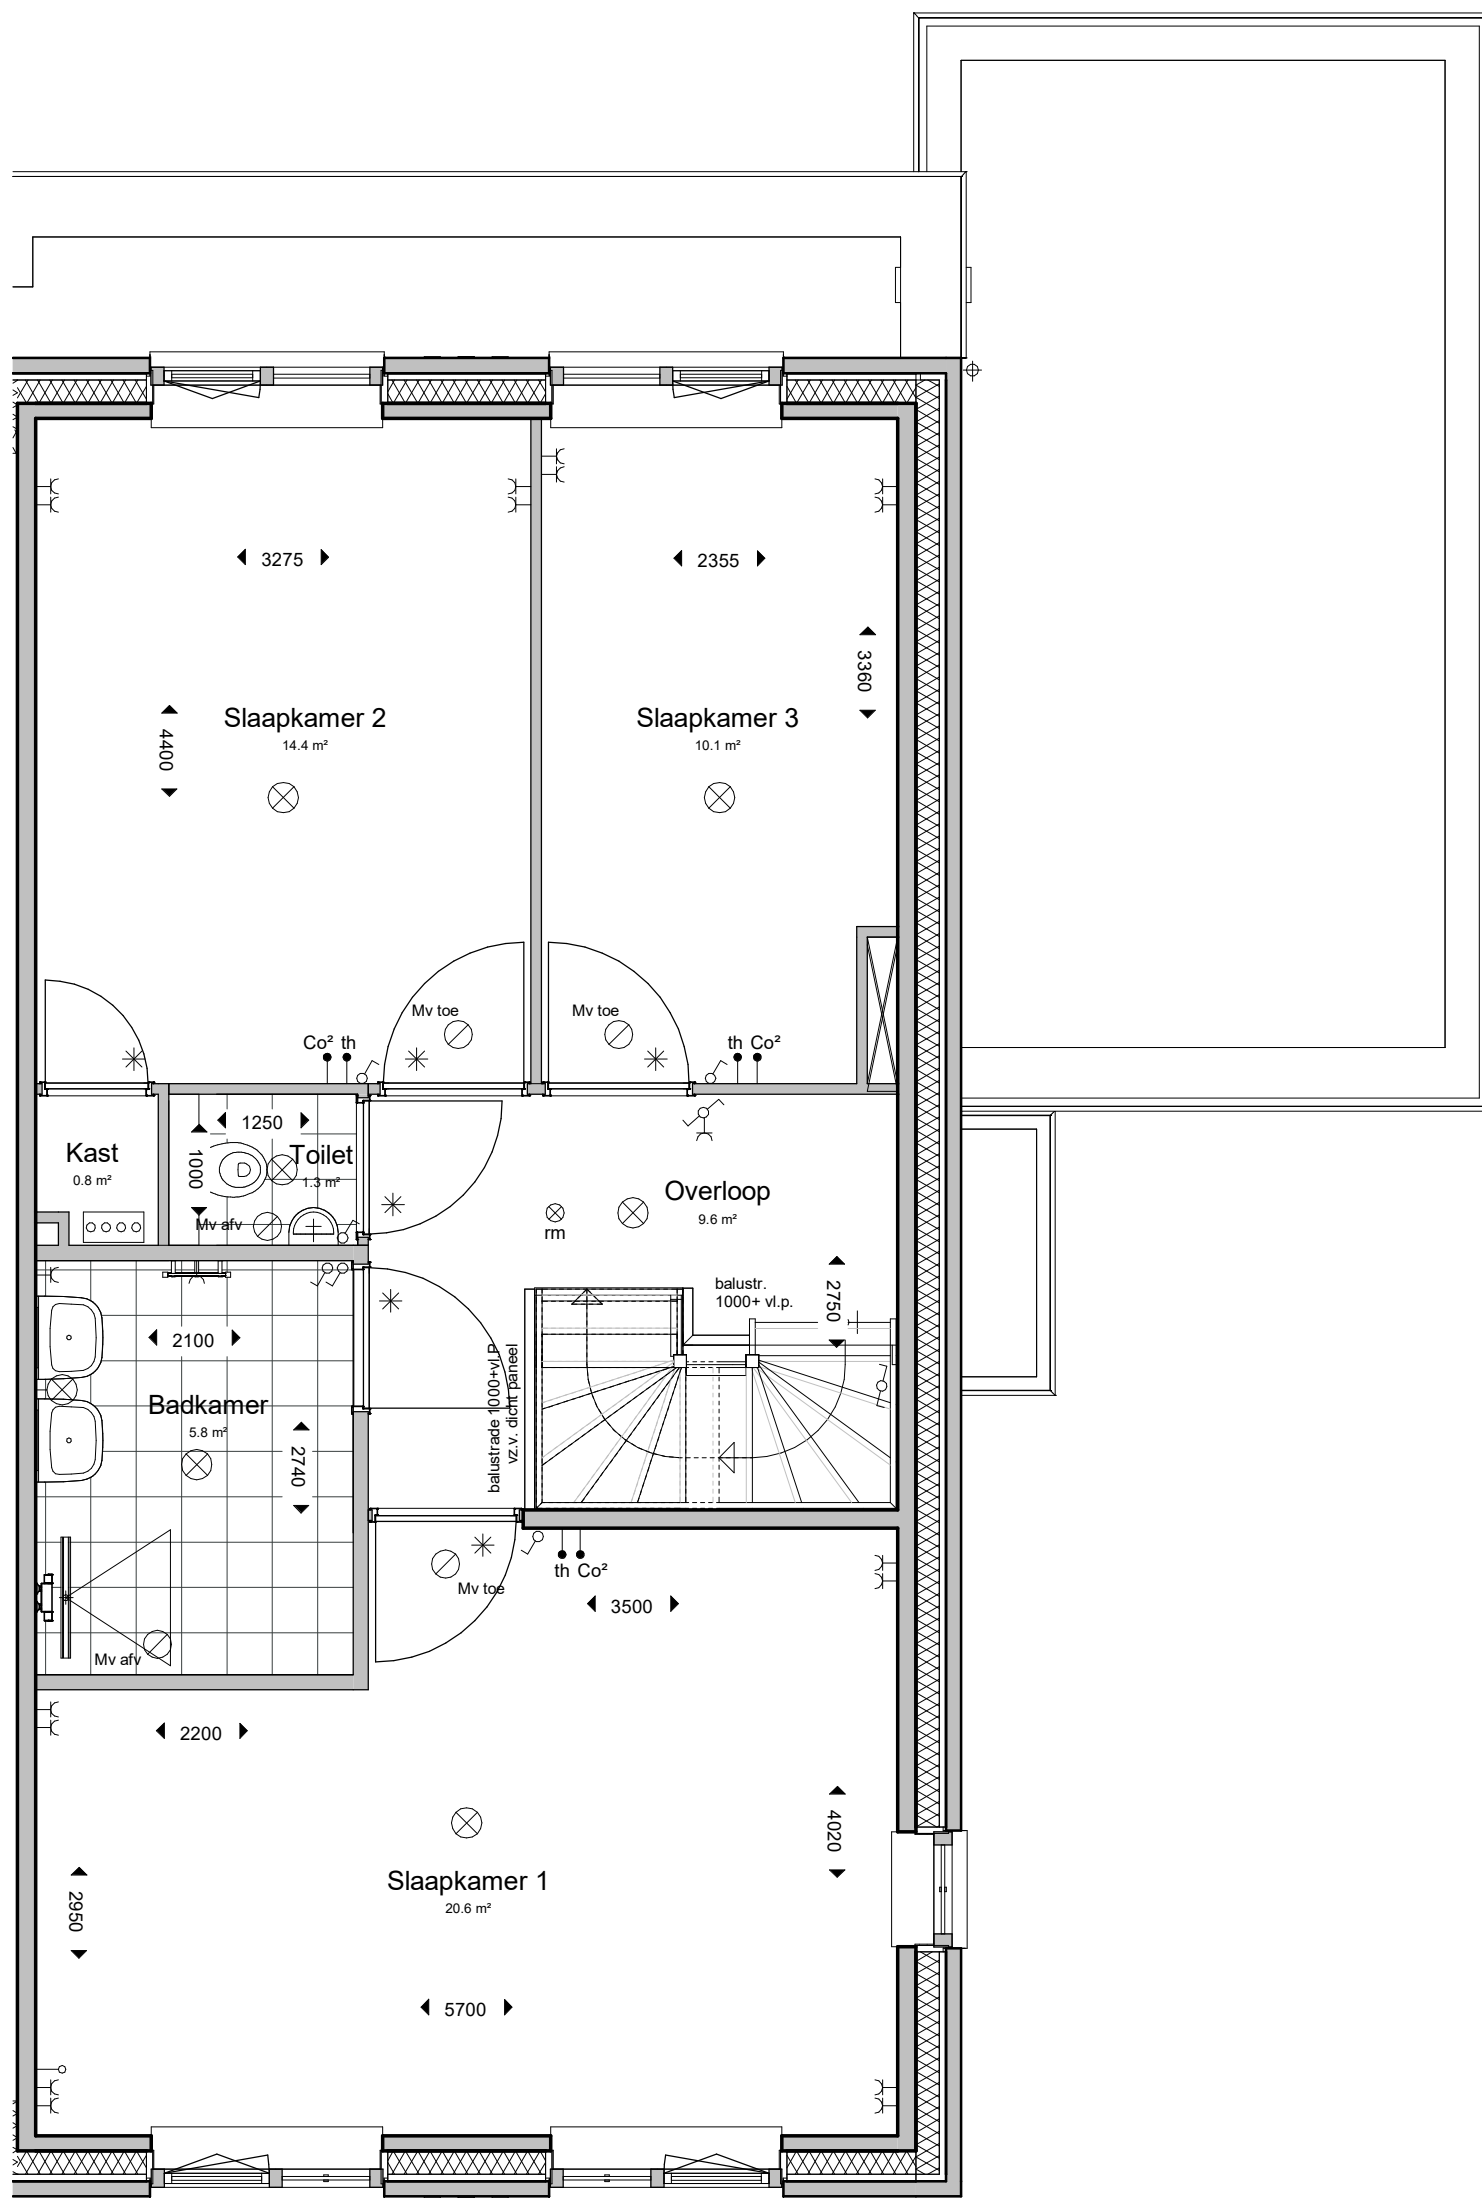 3275
2355
3360
Slaapkamer 2
14.4 m²
4400
Slaapkamer 3
10.1 m²
Mv toe
Mv toe
Co² th
th Co²
1250
Kast
0.8 m²
1000
Toilet
1.3 m²
Mv afv
Overloop
9.6 m²
rm
balustr.
1000+ vl.p.
2750
2100
balustrade 1000+vl.P
vz.v. dicht paneel
Badkamer
5.8 m²
2740
th Co²
Mv toe
3500
Mv afv
2200
4020
Slaapkamer 1
20.6 m²
2950
5700